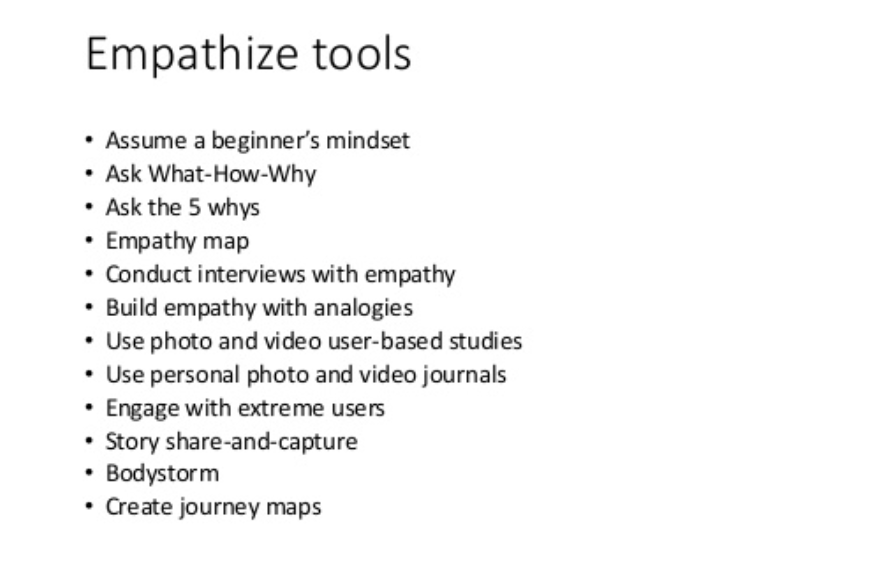 Empathize tools
• Assume a beginner’s mindset
• Ask What-How-Why
• Ask the 5 whys
• Empathy map
• Conduct interviews with empathy
• Build empathy with analogies
• Use photo and video user-based studies
• Use personal photo and video journals
• Engage with extreme users
• Story share-and-capture
• Bodystorm
• Create journey maps